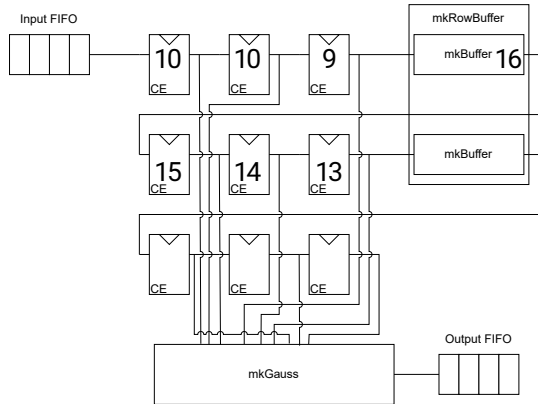 Input FIFO
mkRowBuffer
10
10
9
mkBuffer
16
CE
CE
CE
15
14
13
mkBuffer
CE
CE
CE
CE
CE
CE
Output FIFO
mkGauss